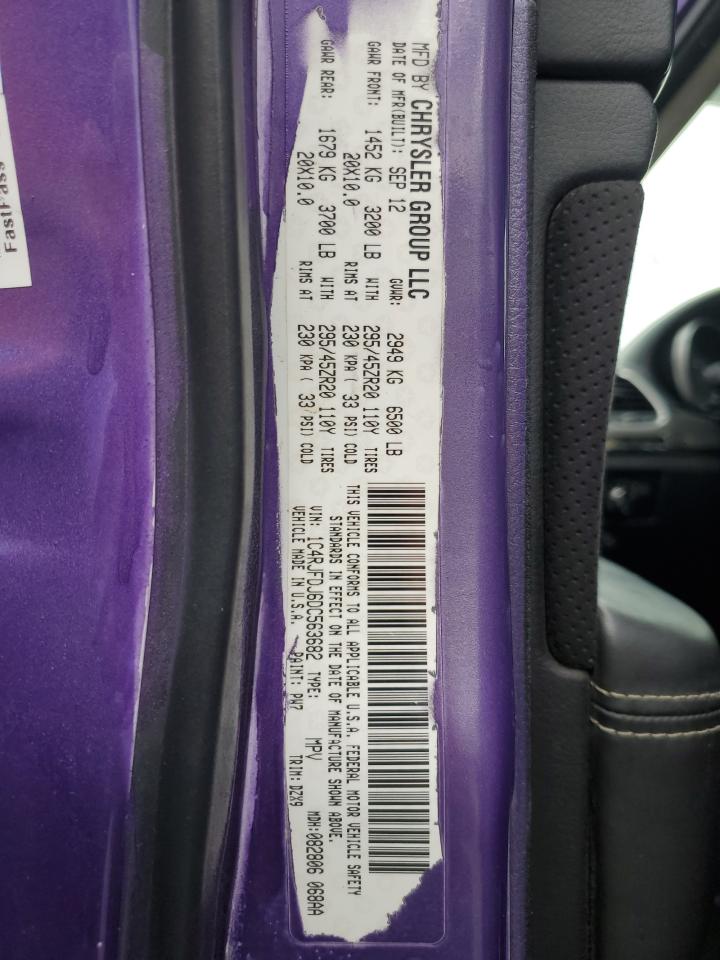 MFD BY CHRYSLER GROUP LLC
DATE OF MFR(BUILT): SEP 12 GVWR: 2949 KG 6500 LB
GAWR FRONT: 1452 KG 3200 LB WITH 295/45ZR20 110Y TIRES
20X10.0 RIMS AT 230 KPA ( 33 PSI) COLD
GAWR REAR: 1679 KG 3700 LB WITH 295/45ZR20 110Y TIRES
20X10.0 RIMS AT 230 KPA ( 33 PSI) COLD
THIS VEHICLE CONFORMS TO ALL APPLICABLE U.S.A. FEDERAL MOTOR VEHICLE SAFETY
STANDARDS IN EFFECT ON THE DATE OF MANUFACTURE SHOWN ABOVE.
VIN: 1C4RJFDJ6DC563682 TYPE: MPV MDH:082806 068AA
VEHICLE MADE IN U.S.A. PAINT: PW7 TRIM: DZX9
FastPass